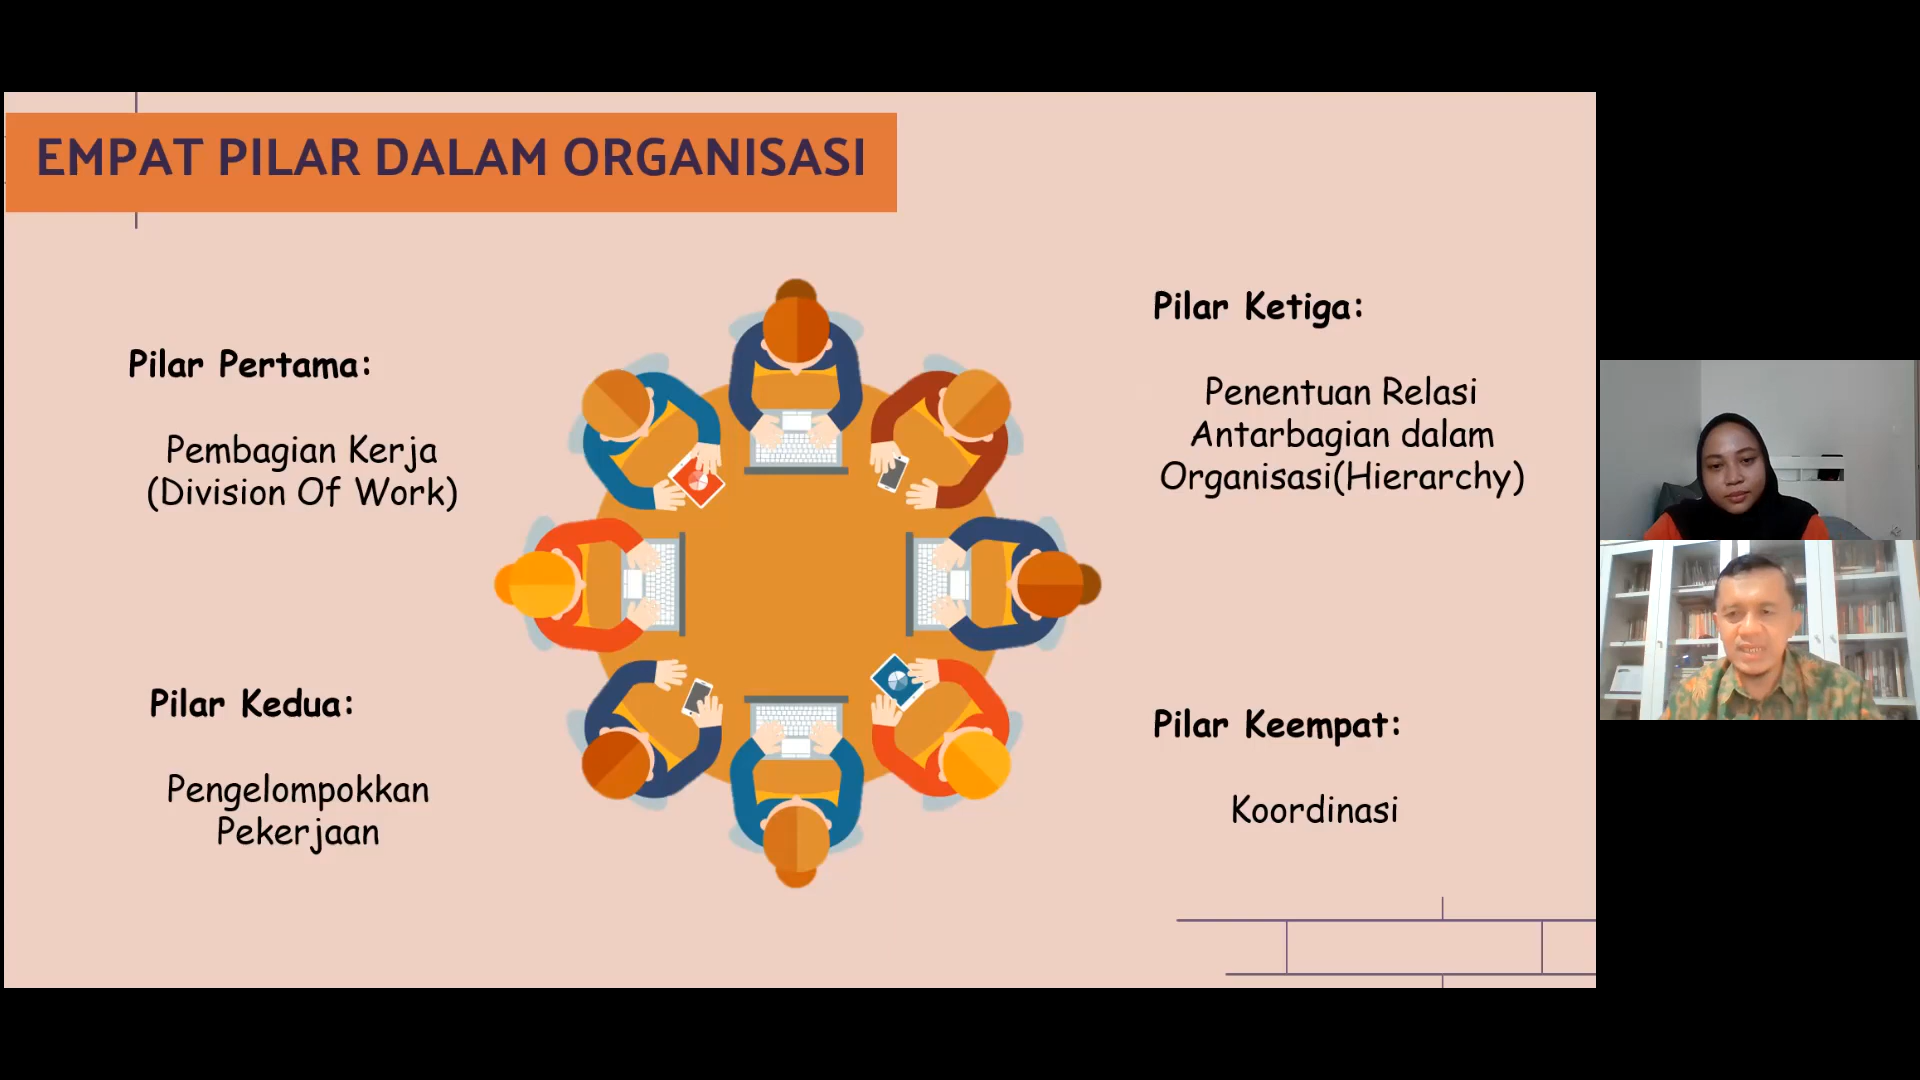 EMPAT PILAR DALAM ORGANISASI
Pilar Pertama:
Pembagian Kerja
(Division Of Work)
Pilar Kedua:
Pengelompokkan
Pekerjaan
Pilar Ketiga:
Penentuan Relasi
Antarbagian dalam
Organisasi(Hierarchy)
Pilar Keempat:
Koordinasi